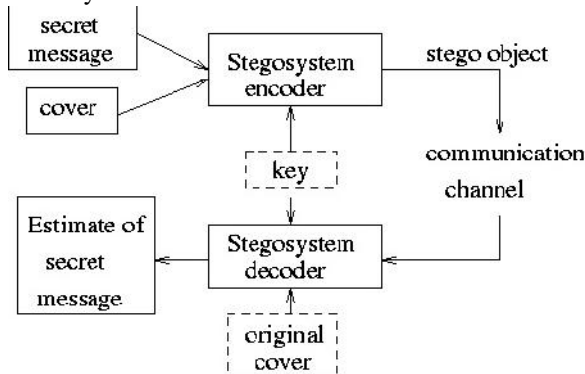 secret
message
Stegosystem
encoder
stego object
cover
communication
channel
key
Estimate of
secret
message
Stegosystem
decoder
original
cover